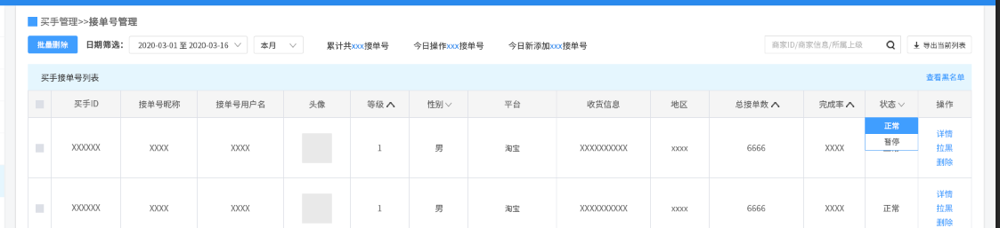 买手管理>>接单号管理
批量删除 日期筛选： 2020-03-01 至 2020-03-16 本月 累计共xxx接单号 今日操作xxx接单号 今日新添加xxx接单号 商家ID/商家信息/所属上级 导出当前列表
买手接单号列表 查看黑名单
买手ID 接单号昵称 接单号用户名 头像 等级 性别 平台 收货信息 地区 总接单数 完成率 状态 操作
正常
暂停
XXXXXX XXXX XXXX 1 男 淘宝 XXXXXXXXXX xxxx 6666 XXXX
详情
拉黑
删除
XXXXXX XXXX XXXX 1 男 淘宝 XXXXXXXXXX xxxx 6666 XXXX 正常
详情
拉黑
删除